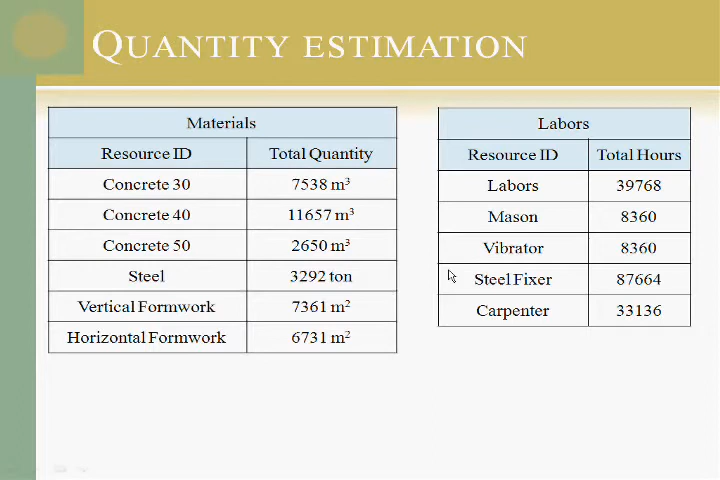 QUANTITY ESTIMATION
Materials
Resource ID Total Quantity
Concrete 30 7538 m³
Concrete 40 11657 m³
Concrete 50 2650 m³
Steel 3292 ton
Vertical Formwork 7361 m²
Horizontal Formwork 6731 m²
Labors
Resource ID Total Hours
Labors 39768
Mason 8360
Vibrator 8360
Steel Fixer 87664
Carpenter 33136